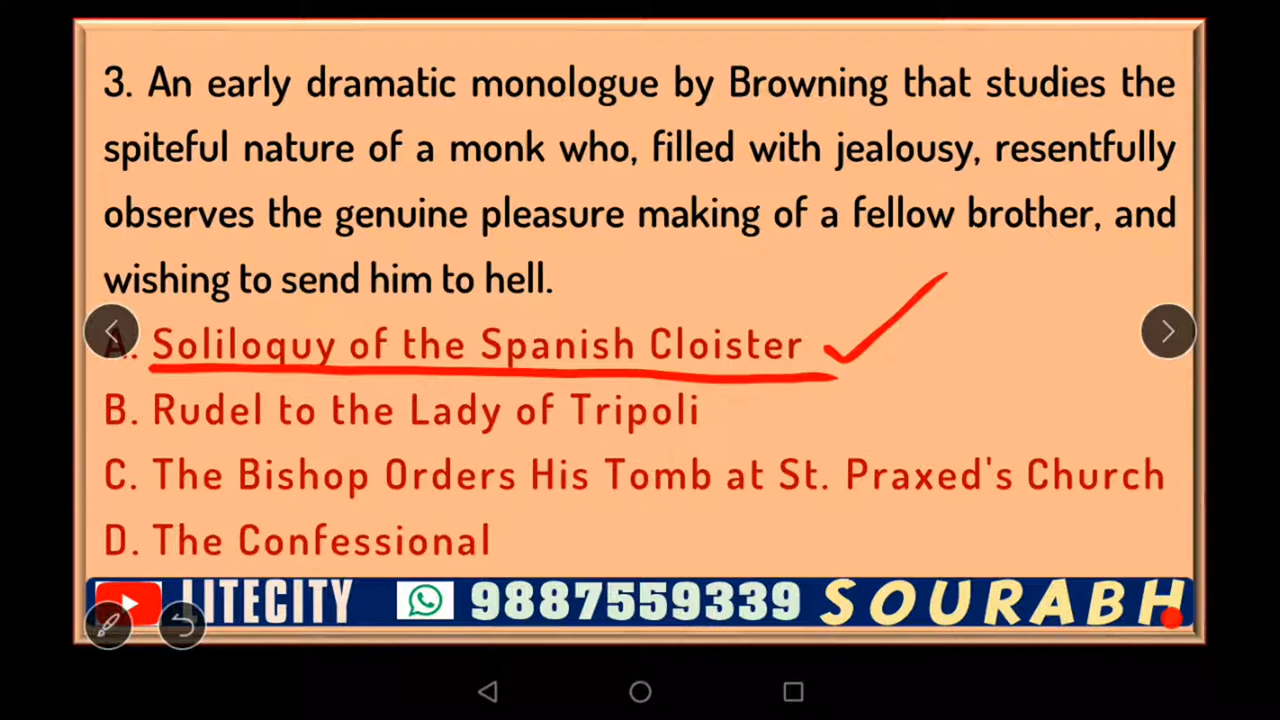 3. An early dramatic monologue by Browning that studies the
spiteful nature of a monk who, filled with jealousy, resentfully
observes the genuine pleasure making of a fellow brother, and
wishing to send him to hell.
A. Soliloquy of the Spanish Cloister
B. Rudel to the Lady of Tripoli
C. The Bishop Orders His Tomb at St. Praxed's Church
D. The Confessional
LITECITY 9887559339 SOURABH